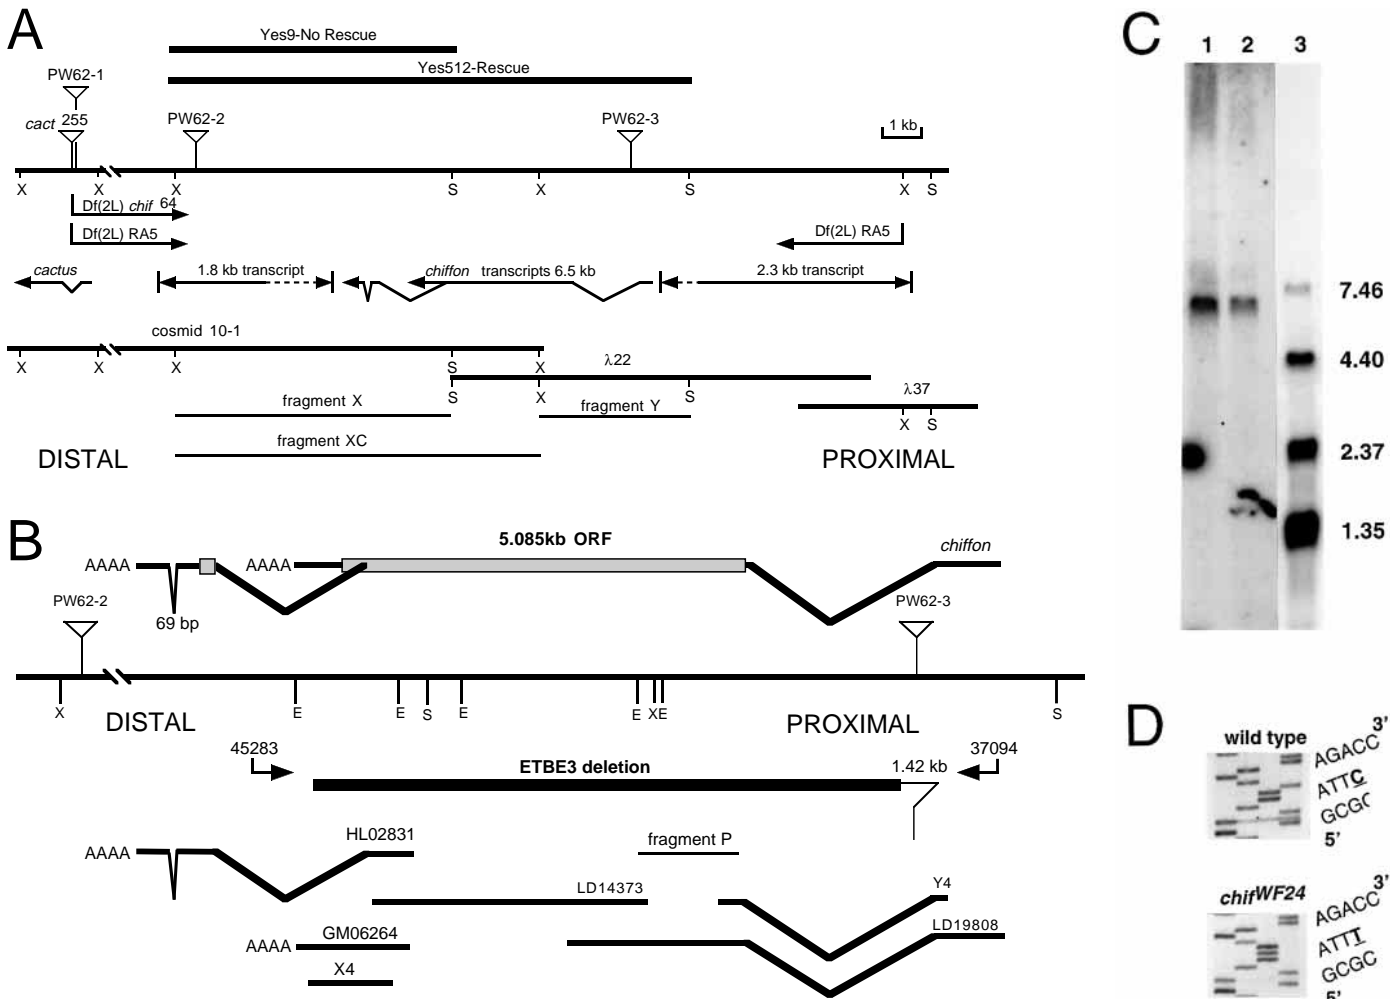 A
Yes9-No Rescue
Yes512-Rescue
PW62-1
cact 255
PW62-2
PW62-3
1 kb
X X X S X S X S
Df(2L) chif 64
Df(2L) RA5
Df(2L) RA5
cactus
1.8 kb transcript
chiffon transcripts 6.5 kb
2.3 kb transcript
cosmid 10-1
X X X S X
λ22
S X S
λ37
X S
fragment X
fragment Y
fragment XC
DISTAL
PROXIMAL
B
5.085kb ORF
chiffon
AAAA
AAAA
69 bp
PW62-2
PW62-3
X E E S E E X E S
DISTAL
PROXIMAL
45283
37094
ETBE3 deletion
1.42 kb
HL02831
AAAA
fragment P
LD14373
Y4
LD19808
AAAA
GM06264
X4
C
1 2 3
7.46
4.40
2.37
1.35
D
wild type
3'
AGACC
ATTC
GCGC
5'
chifWF24
3'
AGACC
ATTT
GCGC
5'